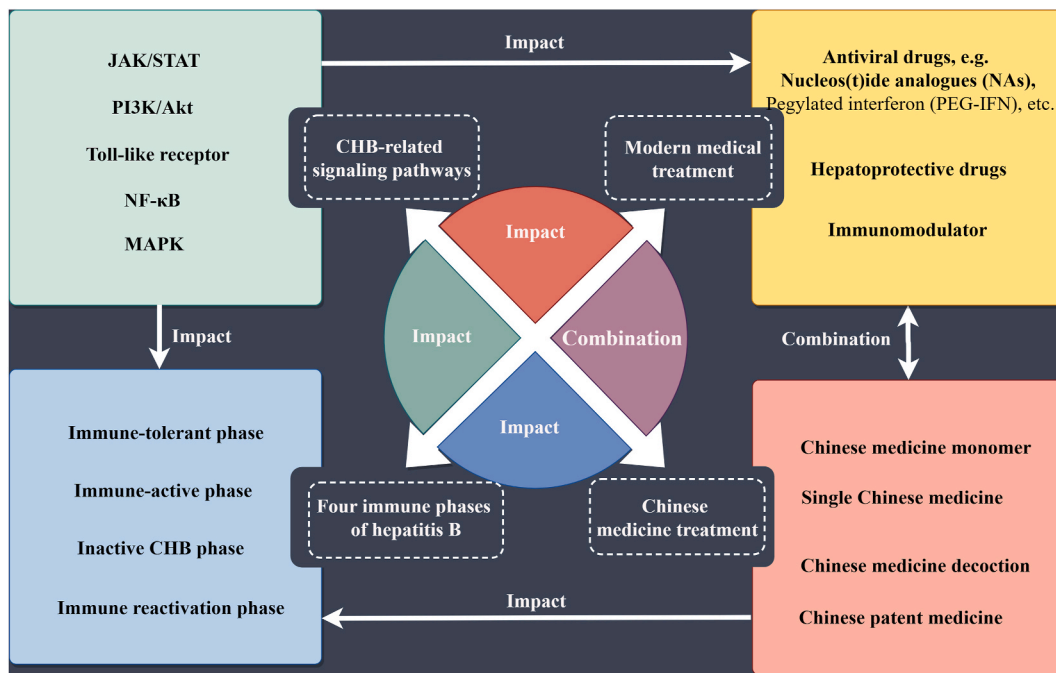 JAK/STAT
PI3K/Akt
Toll-like receptor
NF-κB
MAPK
Impact
Antiviral drugs, e.g.
Nucleos(t)ide analogues (NAs),
Pegylated interferon (PEG-IFN), etc.
Hepatoprotective drugs
Immunomodulator
CHB-related
signaling pathways
Modern medical
treatment
Impact
Impact
Combination
Impact
Impact
Combination
Immune-tolerant phase
Immune-active phase
Inactive CHB phase
Immune reactivation phase
Four immune phases
of hepatitis B
Chinese
medicine treatment
Chinese medicine monomer
Single Chinese medicine
Chinese medicine decoction
Chinese patent medicine
Impact